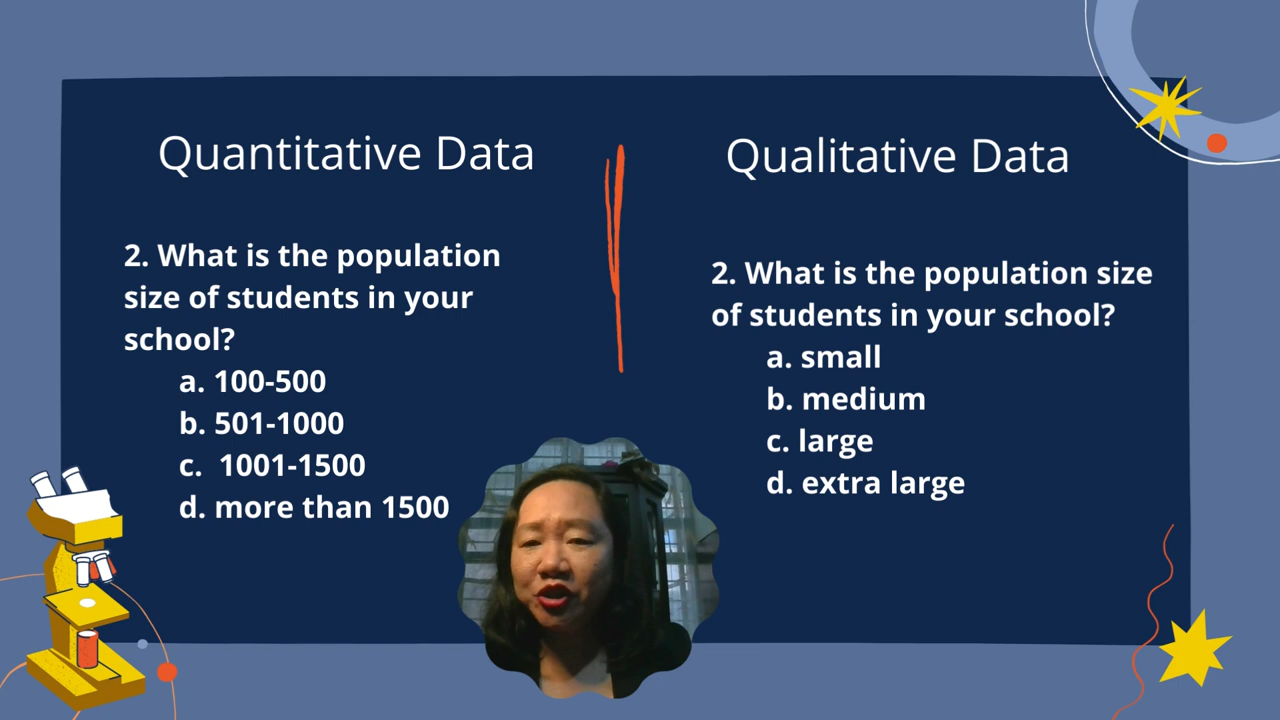 Quantitative Data
2. What is the population
size of students in your
school?
a. 100-500
b. 501-1000
c. 1001-1500
d. more than 1500
Qualitative Data
2. What is the population size
of students in your school?
a. small
b. medium
c. large
d. extra large